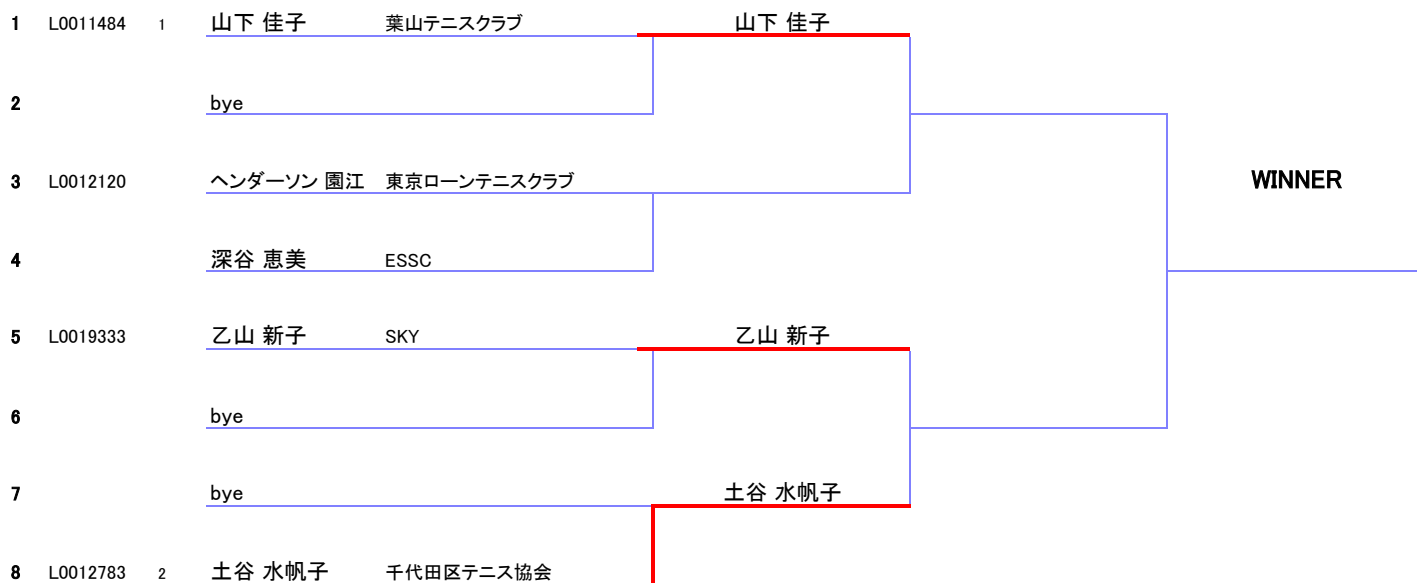 1 L0011484 1 山下 佳子 葉山テニスクラブ 山下 佳子
2 bye
3 L0012120 ヘンダーソン 園江 東京ローンテニスクラブ WINNER
4 深谷 恵美 ESSC
5 L0019333 乙山 新子 SKY 乙山 新子
6 bye
7 bye 土谷 水帆子
8 L0012783 2 土谷 水帆子 千代田区テニス協会